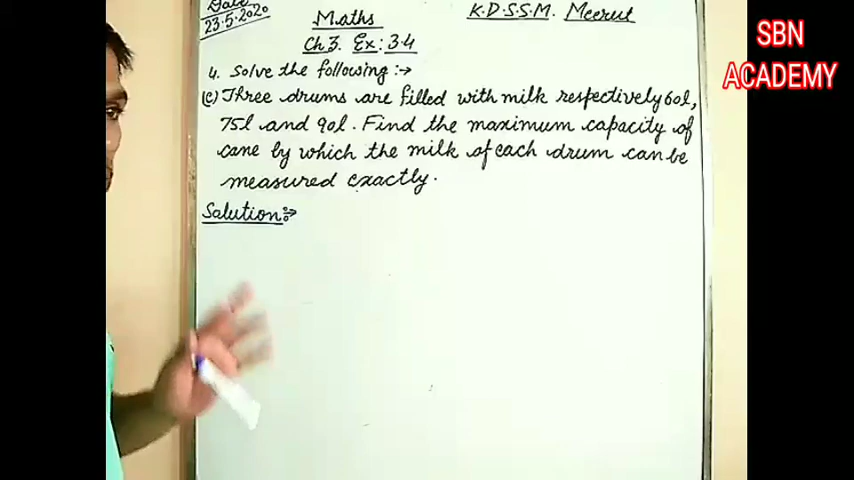 Date
23.5.2020
Maths
K.D.S.S.M. Meerut
Ch 3. Ex: 3.4
4. Solve the following :→
(C) Three drums are filled with milk respectively 60l,
75l and 90l. Find the maximum capacity of
cane by which the milk of each drum can be
measured exactly.
Salution:→
SBN
ACADEMY